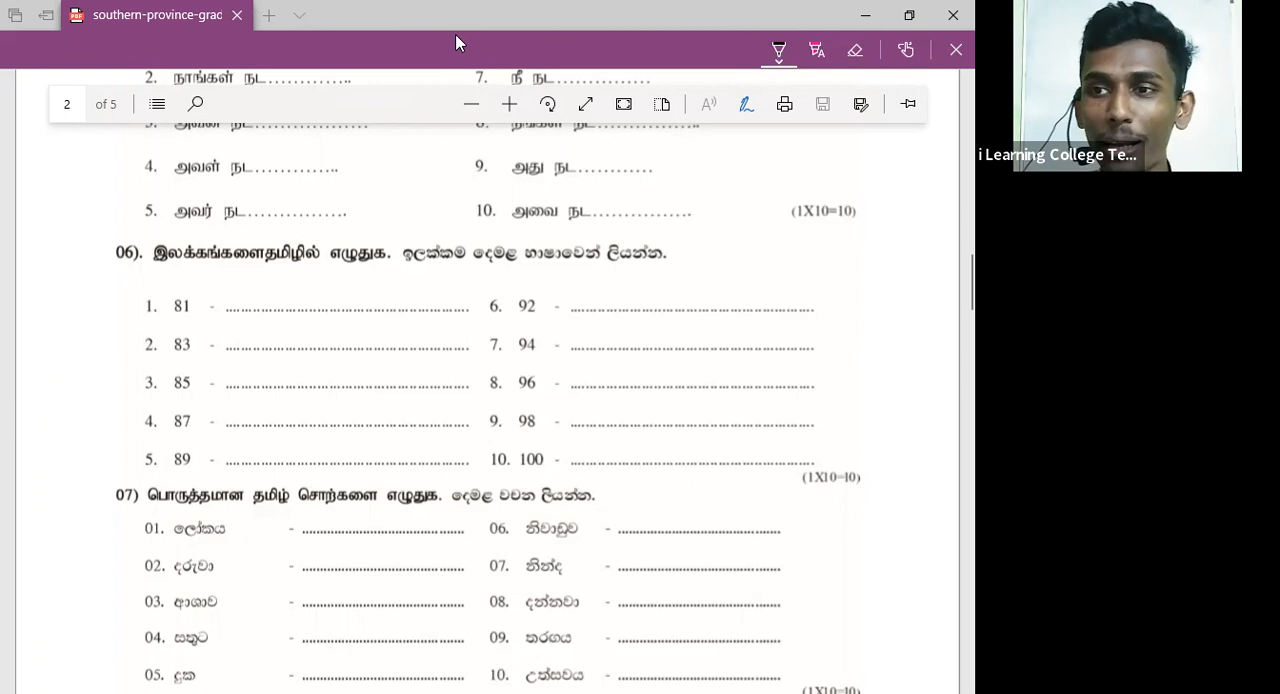 southern-province-grad
2. நாங்கள் நட................ 7. நீ நட................
2 of 5
4. அவள் நட.............. 9. அது நட............
5. அவர் நட................ 10. அவை நட................ (1X10=10)
06). இலக்கங்களைதமிழில் எழுதுக. ඉලක්කම දෙමළ භාෂාවෙන් ලියන්න.
1. 81 - ........................................ 6. 92 - ........................................
2. 83 - ........................................ 7. 94 - ........................................
3. 85 - ........................................ 8. 96 - ........................................
4. 87 - ........................................ 9. 98 - ........................................
5. 89 - ........................................ 10. 100 - ........................................
(1X10=10)
07) பொருத்தமான தமிழ் சொற்களை எழுதுக. දෙමළ වචන ලියන්න.
01. ලෝකය - ........................................ 06. නිවාඩුව - ........................................
02. දරුවා - ........................................ 07. නින්ද - ........................................
03. ආශාව - ........................................ 08. දන්නවා - ........................................
04. සතුට - ........................................ 09. තරගය - ........................................
05. දුක - ........................................ 10. උත්සවය - ........................................
(1X10=10)
i Learning College Te...